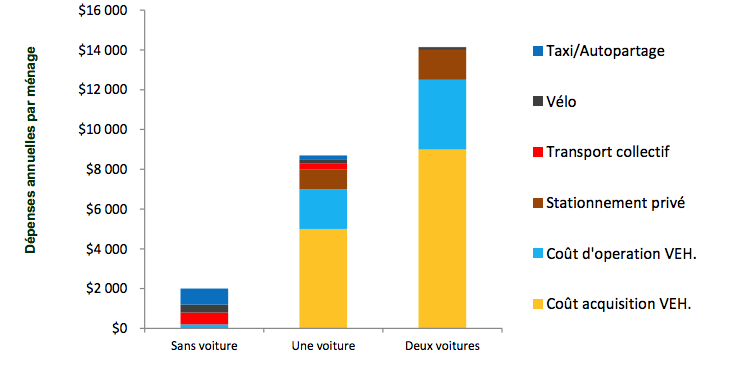 Dépenses annuelles par ménage
$16 000
$14 000
$12 000
$10 000
$8 000
$6 000
$4 000
$2 000
$0
Sans voiture
Une voiture
Deux voitures
Taxi/Autopartage
Vélo
Transport collectif
Stationnement privé
Coût d'operation VEH.
Coût acquisition VEH.